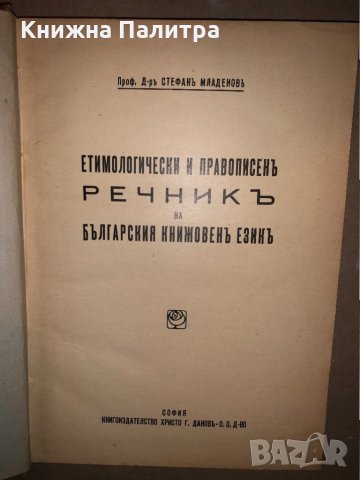 Книжна Палитра
Проф. Д-ръ СТЕФАНЪ МЛАДЕНОВЪ
ЕТИМОЛОГИЧЕСКИ И ПРАВОПИСЕНЪ
РЕЧНИКЪ
НА
БЪЛГАРСКИЯ КНИЖОВЕНЪ ЕЗИКЪ
СОФИЯ
КНИГОИЗДАТЕЛСТВО ХРИСТО Г. ДАНОВЪ - О. О. Д-ВО
BAZAR